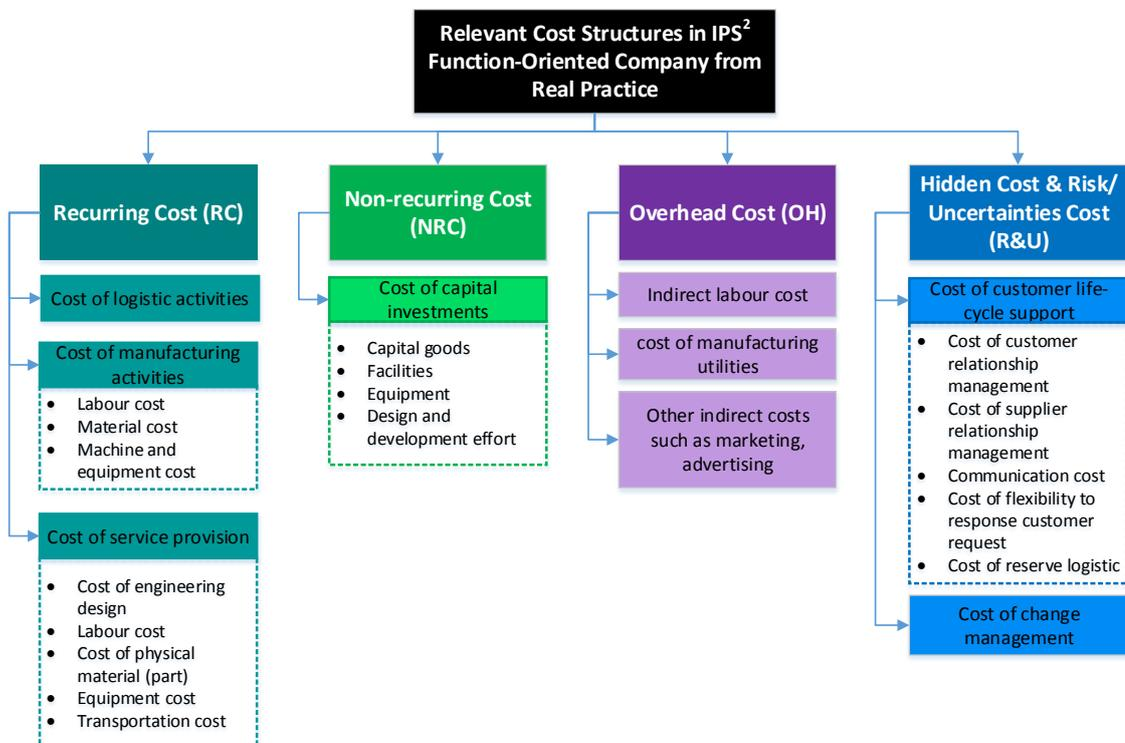 Relevant Cost Structures in IPS²
Function-Oriented Company from
Real Practice
Recurring Cost (RC)
Cost of logistic activities
Cost of manufacturing
activities
• Labour cost
• Material cost
• Machine and
equipment cost
Cost of service provision
• Cost of engineering
design
• Labour cost
• Cost of physical
material (part)
• Equipment cost
• Transportation cost
Non-recurring Cost
(NRC)
Cost of capital
investments
• Capital goods
• Facilities
• Equipment
• Design and
development effort
Overhead Cost (OH)
Indirect labour cost
cost of manufacturing
utilities
Other indirect costs
such as marketing,
advertising
Hidden Cost & Risk/
Uncertainties Cost
(R&U)
Cost of customer life-
cycle support
• Cost of customer
relationship
management
• Cost of supplier
relationship
management
• Communication cost
• Cost of flexibility to
response customer
request
• Cost of reserve logistic
Cost of change
management